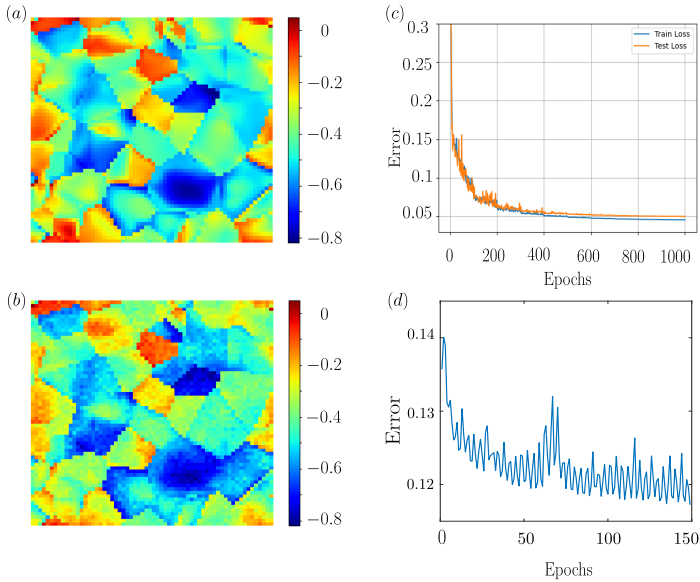 (a)
0
−0.2
−0.4
−0.6
−0.8
(c)
0.3
0.3
0.2
0.15
0.1
0.05
Error
Train Loss
Test Loss
0
200
400
600
800
1000
Epochs
(b)
0
−0.2
−0.4
−0.6
−0.8
(d)
0.14
0.13
0.12
Error
0
50
100
150
Epochs